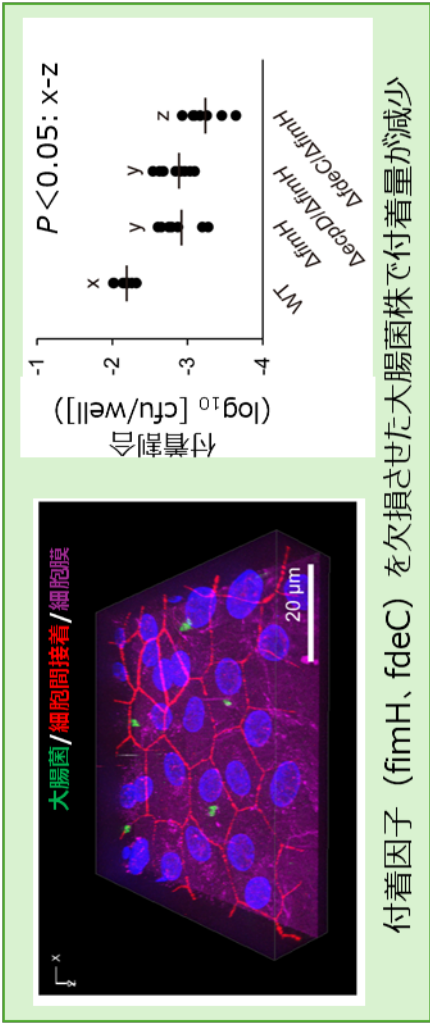 大腸菌/細胞間接着/細胞膜
x
z
20 µm
付着割合
(log₁₀ [cfu/well])
-1
-2
-3
-4
P<0.05: x-z
x
y
y
z
WT
ΔfimH
ΔecpD/ΔfimH
ΔfdeC/ΔfimH
付着因子（fimH、fdeC）を欠損させた大腸菌株で付着量が減少